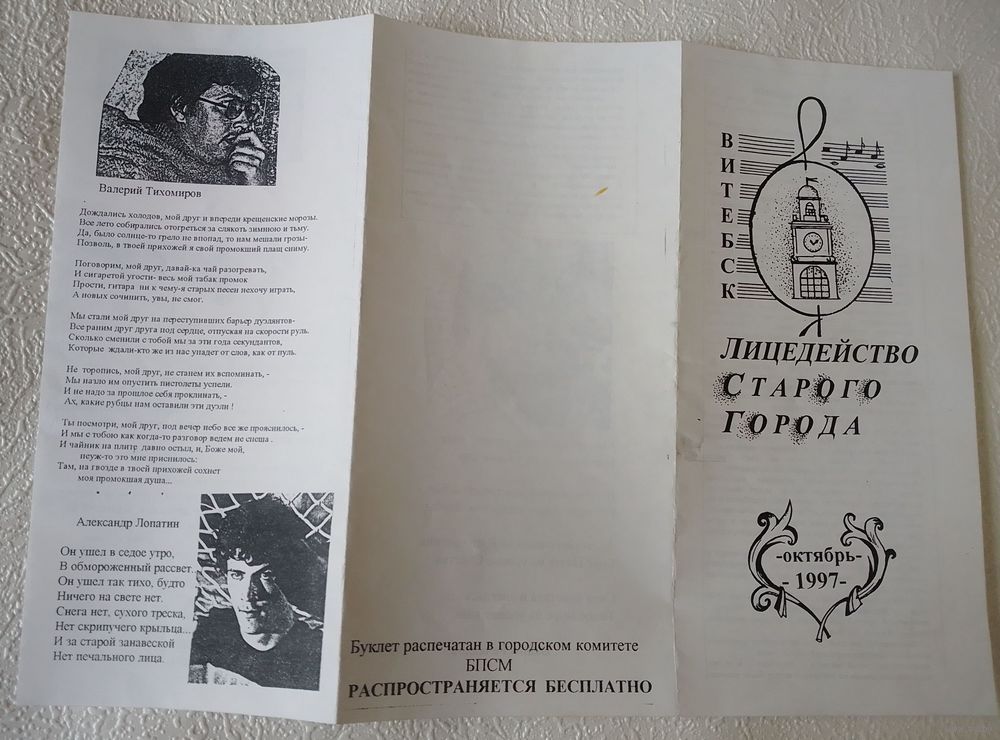 Валерий Тихомиров
Дождались холодов, мой друг и впереди крещенские морозы.
Все лето собирались отогреться за слякоть зимнюю и тьму.
Да, было солнце-то грело не впопад, то нам мешали грозы-
Позволь, в твоей прихожей я свой промокший плащ сниму.
Поговорим, мой друг, давай-ка чай разогревать,
И сигаретой угости- весь мой табак промок
Прости, гитара ни к чему-я старых песен нехочу играть,
А новых сочинить, увы, не смог.
Мы стали мой друг на переступивших барьер дуэлянтов-
Все раним друг друга под сердце, отпуская на скорости руль.
Сколько сменили с тобой мы за эти года секундантов,
Которые ждали-кто же из нас упадет от слов, как от пуль.
Не торопись, мой друг, не станем их вспоминать, -
Мы назло им опустить пистолеты успели.
И не надо за прошлое себя проклинать, -
Ах, какие рубцы нам оставили эти дуэли !
Ты посмотри, мой друг, под вечер небо все же прояснилось, -
И мы с тобою как когда-то разговор ведем не спеша .
И чайник на плите давно остыл, и, Боже мой,
неуж-то это мне приснилось:
Там, на гвозде в твоей прихожей сохнет
моя промокшая душа...
* * *
Александр Лопатин
Он ушел в седое утро,
В обмороженный рассвет.
Он ушел так тихо, будто
Ничего на свете нет.
Снега нет, сухого треска,
Нет скрипучего крыльца...
И за старой занавеской
Нет печального лица.
Буклет распечатан в городском комитете
БПСМ
РАСПРОСТРАНЯЕТСЯ БЕСПЛАТНО
ВИТЕБСК
ЛИЦЕДЕЙСТВО
СТАРОГО
ГОРОДА
-октябрь-
- 1997-